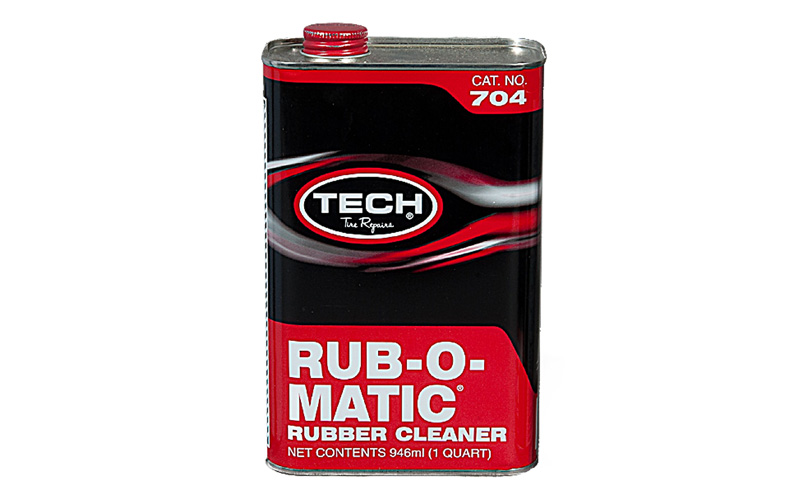 CAT. NO.
704
TECH®
Tire Repairs
RUB-O-
MATIC®
RUBBER CLEANER
NET CONTENTS 946ml (1 QUART)